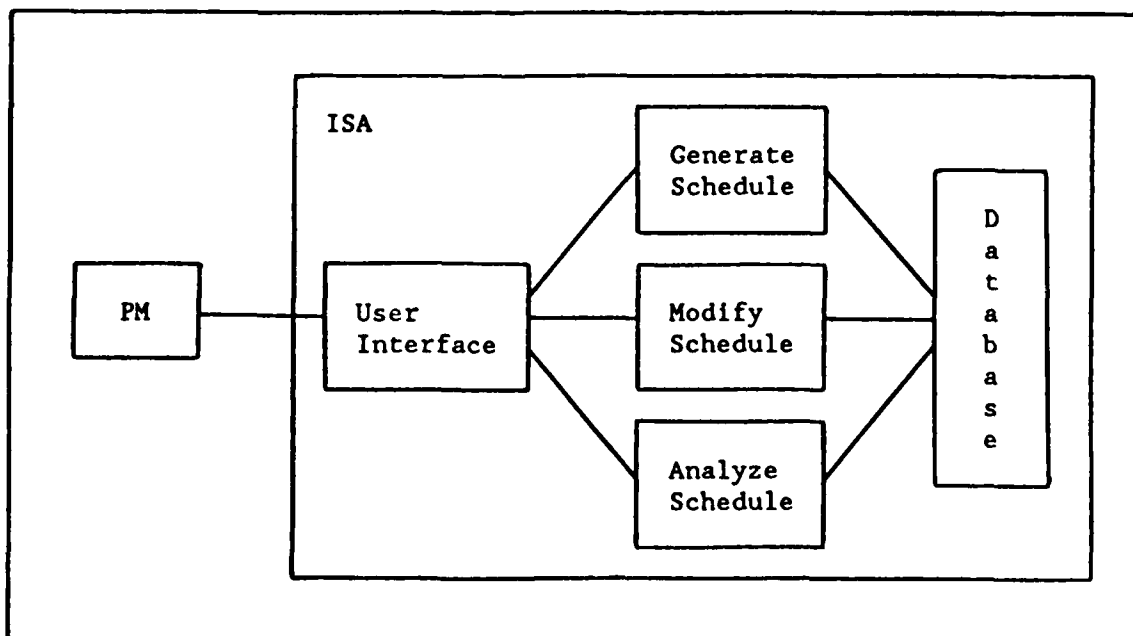 ISA
Generate
Schedule
PM
User
Interface
Modify
Schedule
Analyze
Schedule
D
a
t
a
b
a
s
e